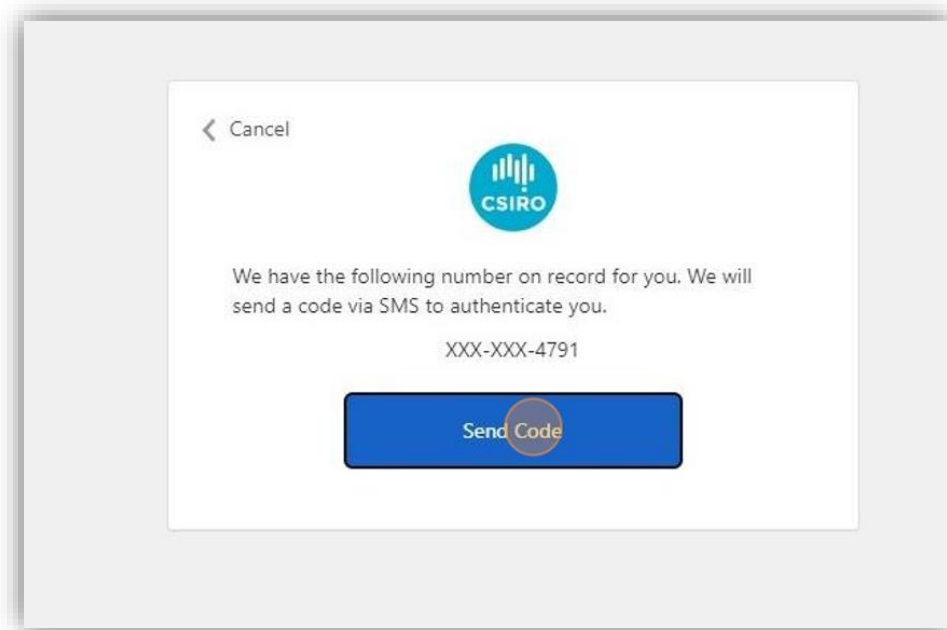 Cancel
CSIRO
We have the following number on record for you. We will
send a code via SMS to authenticate you.
XXX-XXX-4791
Send Code